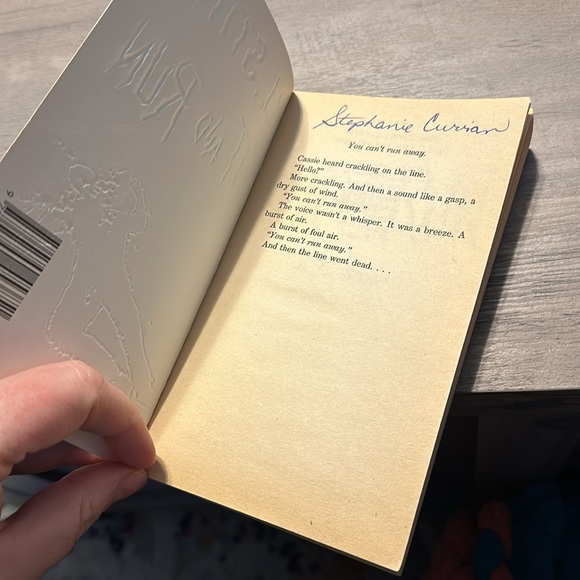 Stephanie Currian
You can't run away.
Cassie heard crackling on the line.
"Hello?"
More crackling. And then a sound like a gasp, a
dry gust of wind.
"You can't run away."
The voice wasn't a whisper. It was a breeze. A
burst of air.
A burst of foul air.
"You can't run away."
And then the line went dead. . . .